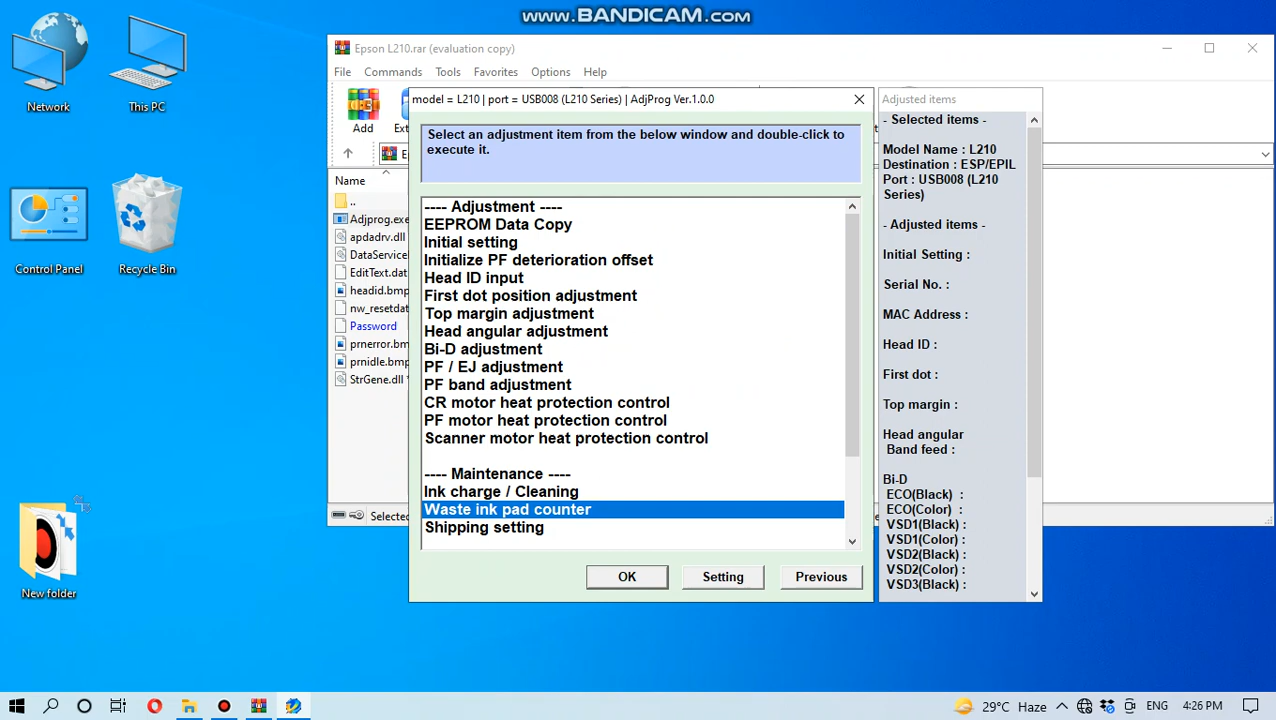 www.BANDICAM.com
Network
This PC
Control Panel
Recycle Bin
New folder
Epson L210.rar (evaluation copy)
File Commands Tools Favorites Options Help
Add
Name
..
Adjprog.exe
apdadrv.dll
DataService
EditText.dat
headid.bmp
nw_resetdat
Password
prnerror.bmp
prnidle.bmp
StrGene.dll *
Selected
model = L210 | port = USB008 (L210 Series) | AdjProg Ver.1.0.0
Select an adjustment item from the below window and double-click to
execute it.
---- Adjustment ----
EEPROM Data Copy
Initial setting
Initialize PF deterioration offset
Head ID input
First dot position adjustment
Top margin adjustment
Head angular adjustment
Bi-D adjustment
PF / EJ adjustment
PF band adjustment
CR motor heat protection control
PF motor heat protection control
Scanner motor heat protection control
---- Maintenance ----
Ink charge / Cleaning
Waste ink pad counter
Shipping setting
OK Setting Previous
Adjusted items
- Selected items -
Model Name : L210
Destination : ESP/EPIL
Port : USB008 (L210
Series)
- Adjusted items -
Initial Setting :
Serial No. :
MAC Address :
Head ID :
First dot :
Top margin :
Head angular
Band feed :
Bi-D
ECO(Black) :
ECO(Color) :
VSD1(Black) :
VSD1(Color) :
VSD2(Black) :
VSD2(Color) :
VSD3(Black) :
29°C Haze ENG 4:26 PM